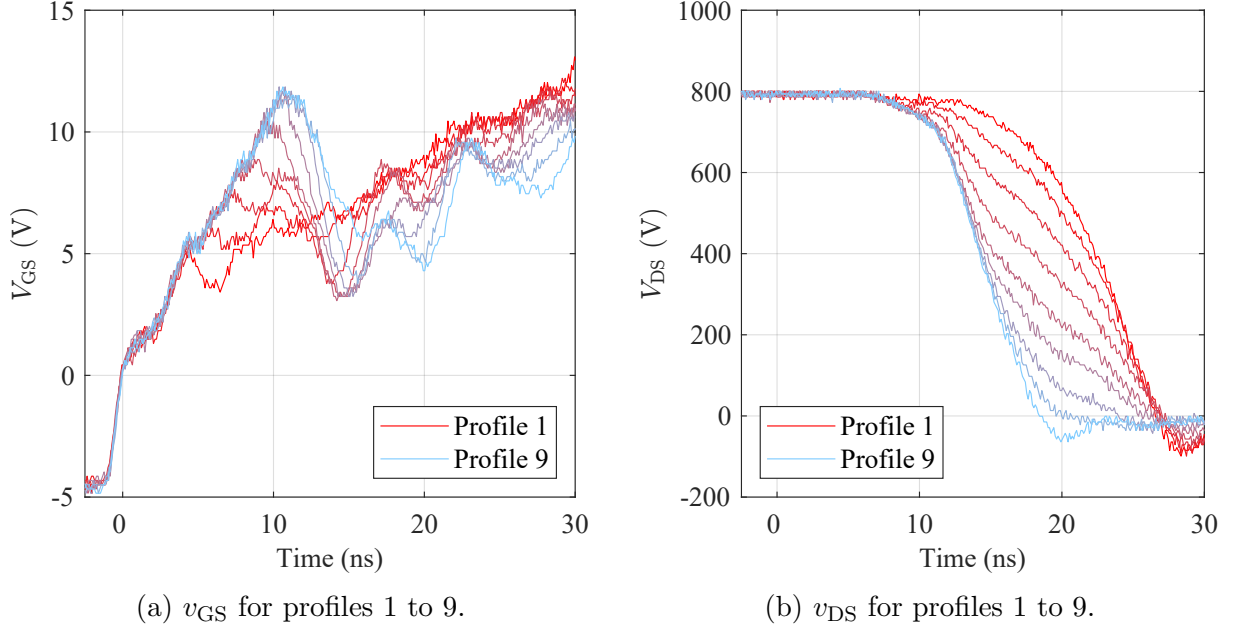 15
10
5
0
-5
V_GS (V)
0
10
20
30
Time (ns)
Profile 1
Profile 9
(a) v_GS for profiles 1 to 9.
1000
800
600
400
200
0
-200
V_DS (V)
0
10
20
30
Time (ns)
Profile 1
Profile 9
(b) v_DS for profiles 1 to 9.